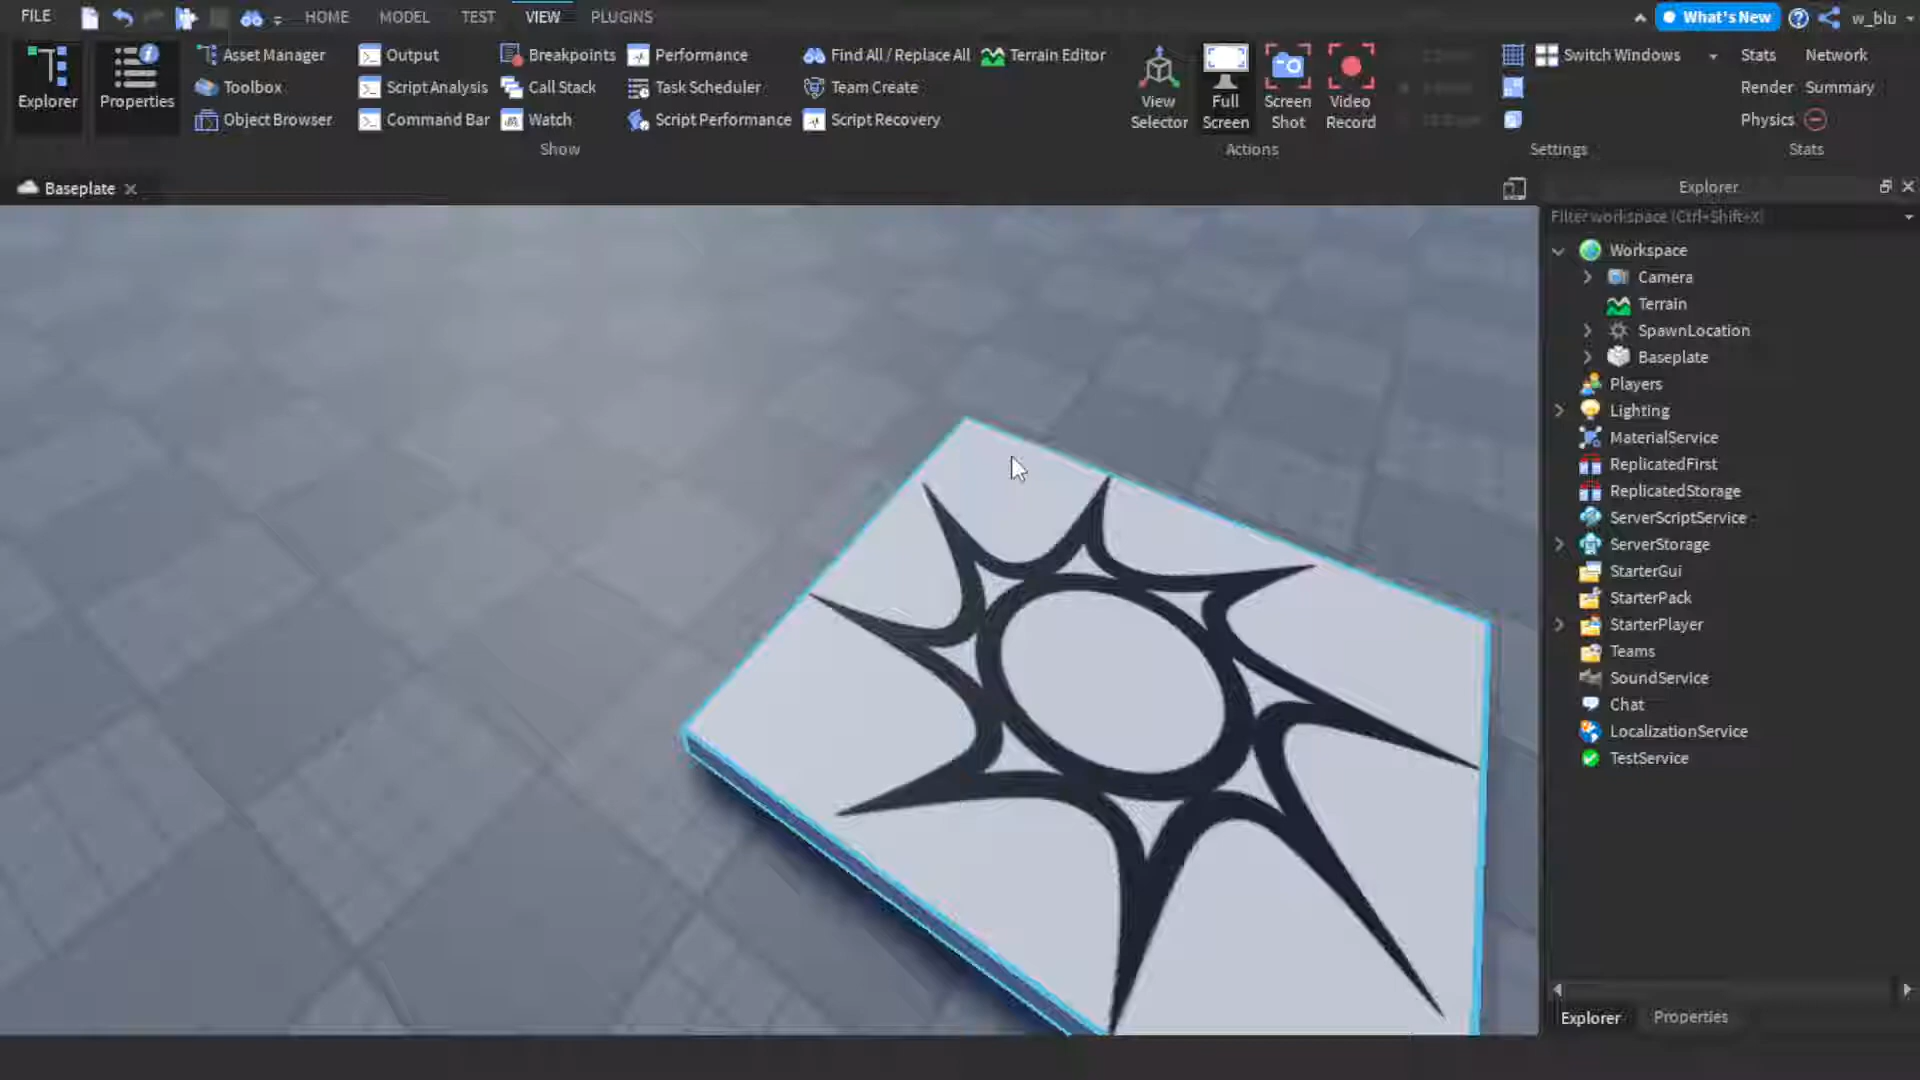 FILE HOME MODEL TEST VIEW PLUGINS What's New w_blu
Explorer
Properties
Asset Manager
Toolbox
Object Browser
Output
Script Analysis
Command Bar
Breakpoints
Call Stack
Watch
Performance
Task Scheduler
Script Performance
Find All / Replace All
Team Create
Script Recovery
Terrain Editor
Show
View Selector
Full Screen
Screen Shot
Video Record
Actions
Switch Windows
Settings
Stats Network
Render Summary
Physics
Stats
Baseplate
Explorer
Filter workspace (Ctrl+Shift+X)
Workspace
Camera
Terrain
SpawnLocation
Baseplate
Players
Lighting
MaterialService
ReplicatedFirst
ReplicatedStorage
ServerScriptService
ServerStorage
StarterGui
StarterPack
StarterPlayer
Teams
SoundService
Chat
LocalizationService
TestService
Explorer Properties